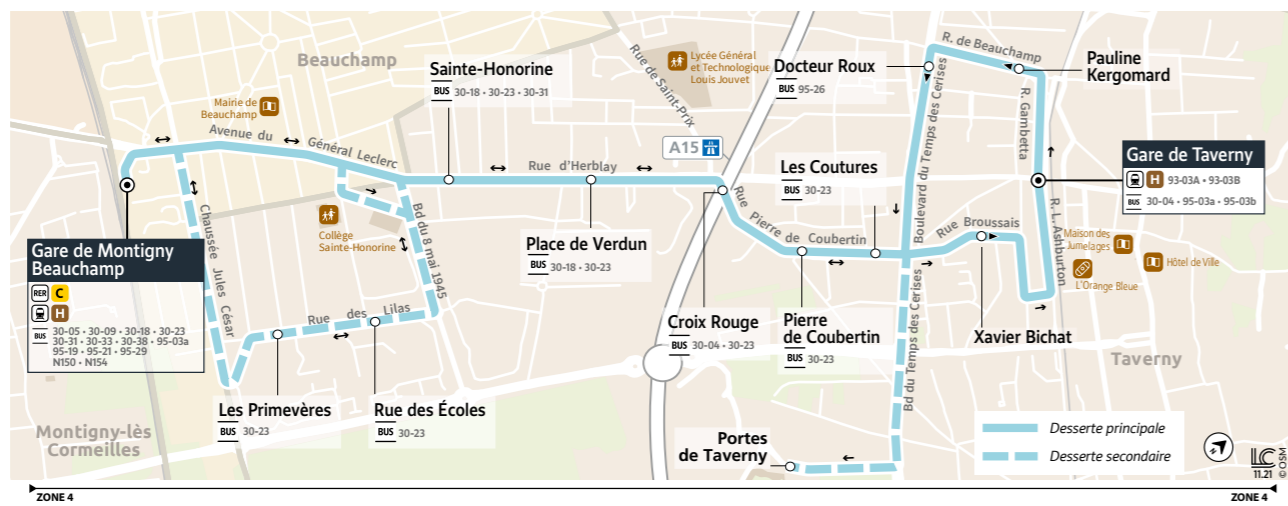 Beauchamp
Mairie de
Beauchamp
Avenue du Général Leclerc
Sainte-Honorine
BUS 30-18 • 30-23 • 30-31
Rue de Saint-Prix
Lycée Général
et Technologique
Louis Jouvet
A15
Docteur Roux
BUS 95-26
R. de Beauchamp
Pauline
Kergomard
R. Gambetta
Gare de Taverny
H 93-03A • 93-03B
BUS 30-04 • 95-03a • 95-03b
Rue d'Herblay
Les Coutures
BUS 30-23
Boulevard du Temps des Cerises
Rue Broussais
R. L. Ashburton
Maison des
Jumelages
Hôtel de Ville
L'Orange Bleue
Chaussée Jules César
Collège
Sainte-Honorine
Bd du 8 mai 1945
Place de Verdun
BUS 30-18 • 30-23
Rue Pierre de Coubertin
Gare de Montigny
Beauchamp
RER C
H
BUS 30-05 • 30-09 • 30-18 • 30-23
30-31 • 30-33 • 30-38 • 95-03a
95-19 • 95-21 • 95-29
N150 • N154
Rue des Lilas
Croix Rouge
BUS 30-04 • 30-23
Pierre
de Coubertin
BUS 30-23
Bd du Temps des Cerises
Xavier Bichat
Taverny
Les Primevères
BUS 30-23
Rue des Écoles
BUS 30-23
Montigny-lès
Cormeilles
Portes
de Taverny
Desserte principale
Desserte secondaire
LC
11.21
© OSM
ZONE 4
ZONE 4